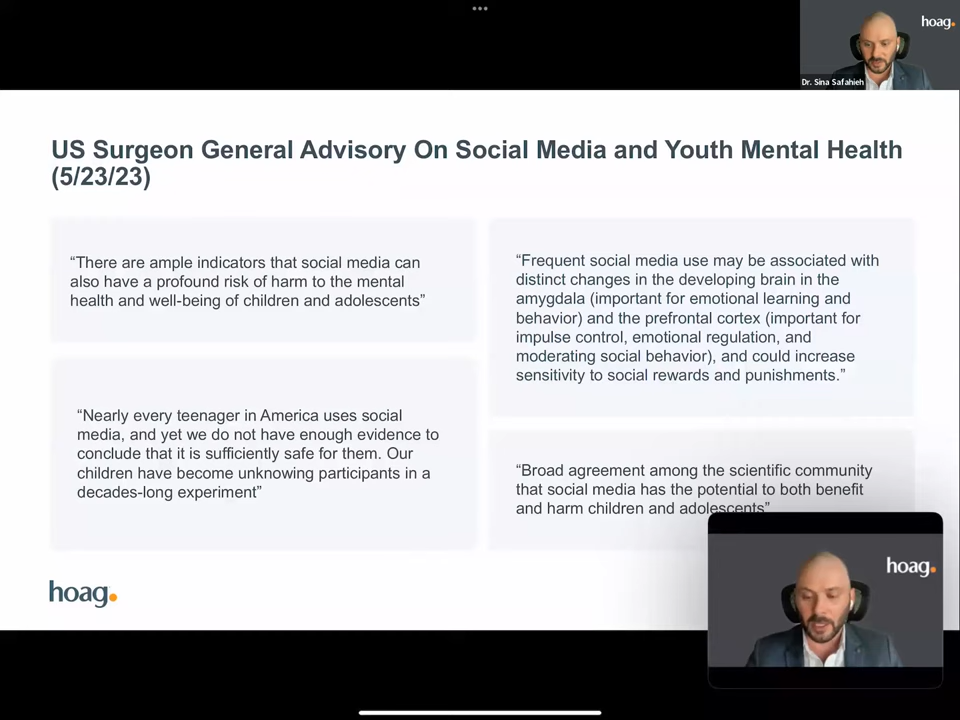 hoag.
Dr. Sina Safahieh
US Surgeon General Advisory On Social Media and Youth Mental Health
(5/23/23)
“There are ample indicators that social media can
also have a profound risk of harm to the mental
health and well-being of children and adolescents”
“Nearly every teenager in America uses social
media, and yet we do not have enough evidence to
conclude that it is sufficiently safe for them. Our
children have become unknowing participants in a
decades-long experiment”
“Frequent social media use may be associated with
distinct changes in the developing brain in the
amygdala (important for emotional learning and
behavior) and the prefrontal cortex (important for
impulse control, emotional regulation, and
moderating social behavior), and could increase
sensitivity to social rewards and punishments.”
“Broad agreement among the scientific community
that social media has the potential to both benefit
and harm children and adolescents”
hoag.
hoag.